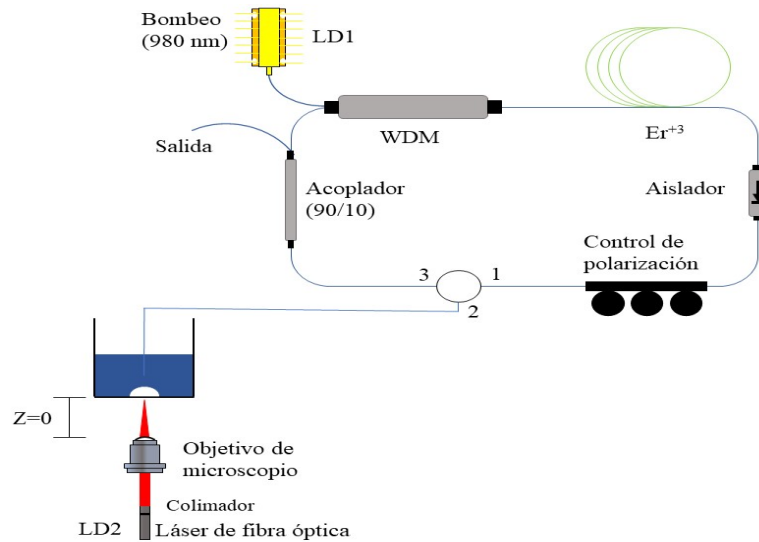 Bombeo
(980 nm)
LD1
WDM
Er+3
Salida
Acoplador
(90/10)
Aislador
Control de
polarización
3
1
2
Z=0
Objetivo de
microscopio
Colimador
LD2
Láser de fibra óptica